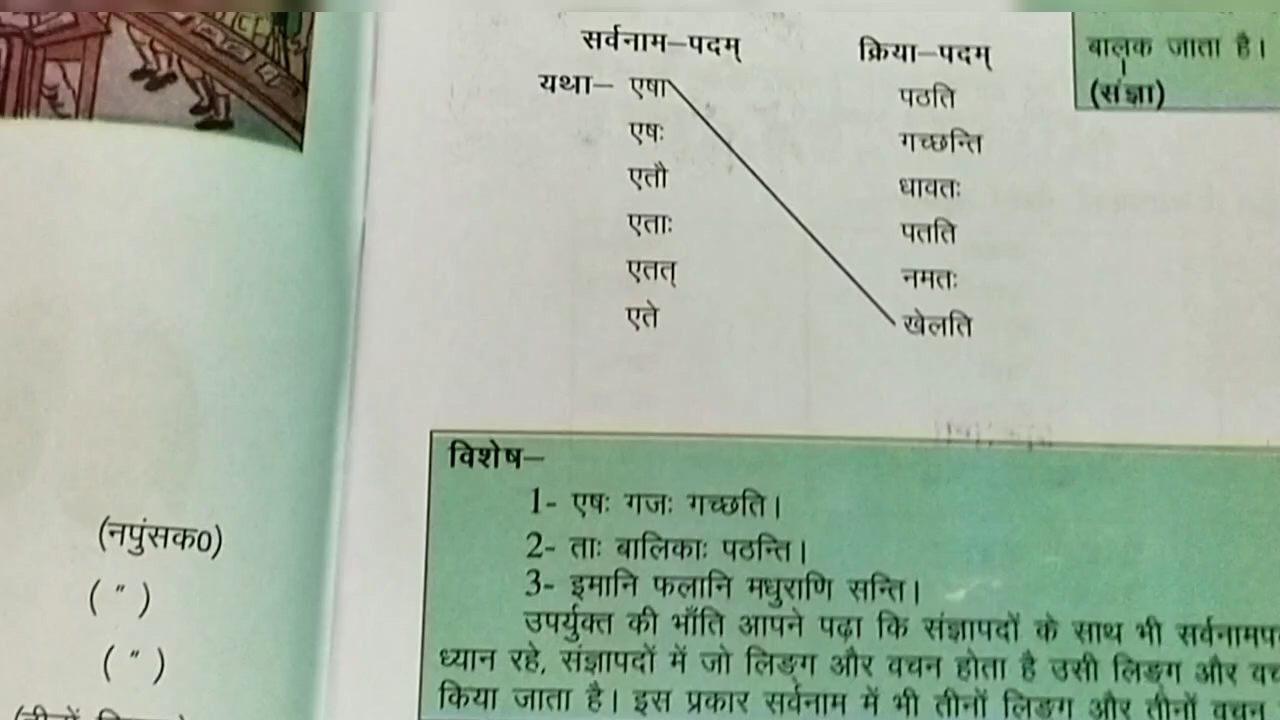 सर्वनाम–पदम् क्रिया–पदम्
यथा– एषा पठति
एषः गच्छन्ति
एतौ धावतः
एताः पतति
एतत् नमतः
एते खेलति
बालक जाता है।
(संज्ञा)
विशेष–
1- एषः गजः गच्छति।
2- ताः बालिकाः पठन्ति।
3- इमानि फलानि मधुराणि सन्ति।
उपर्युक्त की भाँति आपने पढ़ा कि संज्ञापदों के साथ भी
ध्यान रहे, संज्ञापदों में जो लिङ्ग और वचन होता है उसी लिङ्ग और
किया जाता है। इस प्रकार सर्वनाम में भी तीनों लिङ्ग और तीनों वचन
(नपुंसक0)
( " )
( " )